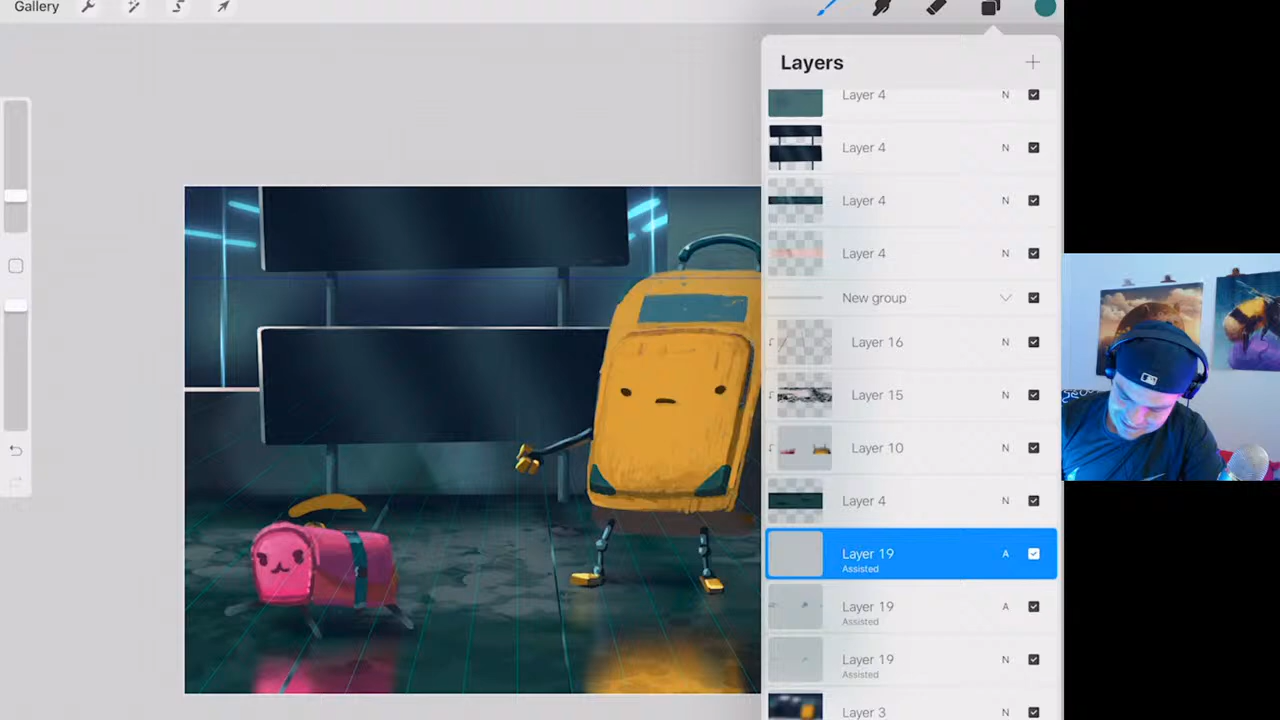 Gallery
Layers
Layer 4 N
Layer 4 N
Layer 4 N
Layer 4 N
New group
Layer 16 N
Layer 15 N
Layer 10 N
Layer 4 N
Layer 19 A
Assisted
Layer 19 A
Assisted
Layer 19 N
Assisted
Layer 3 N